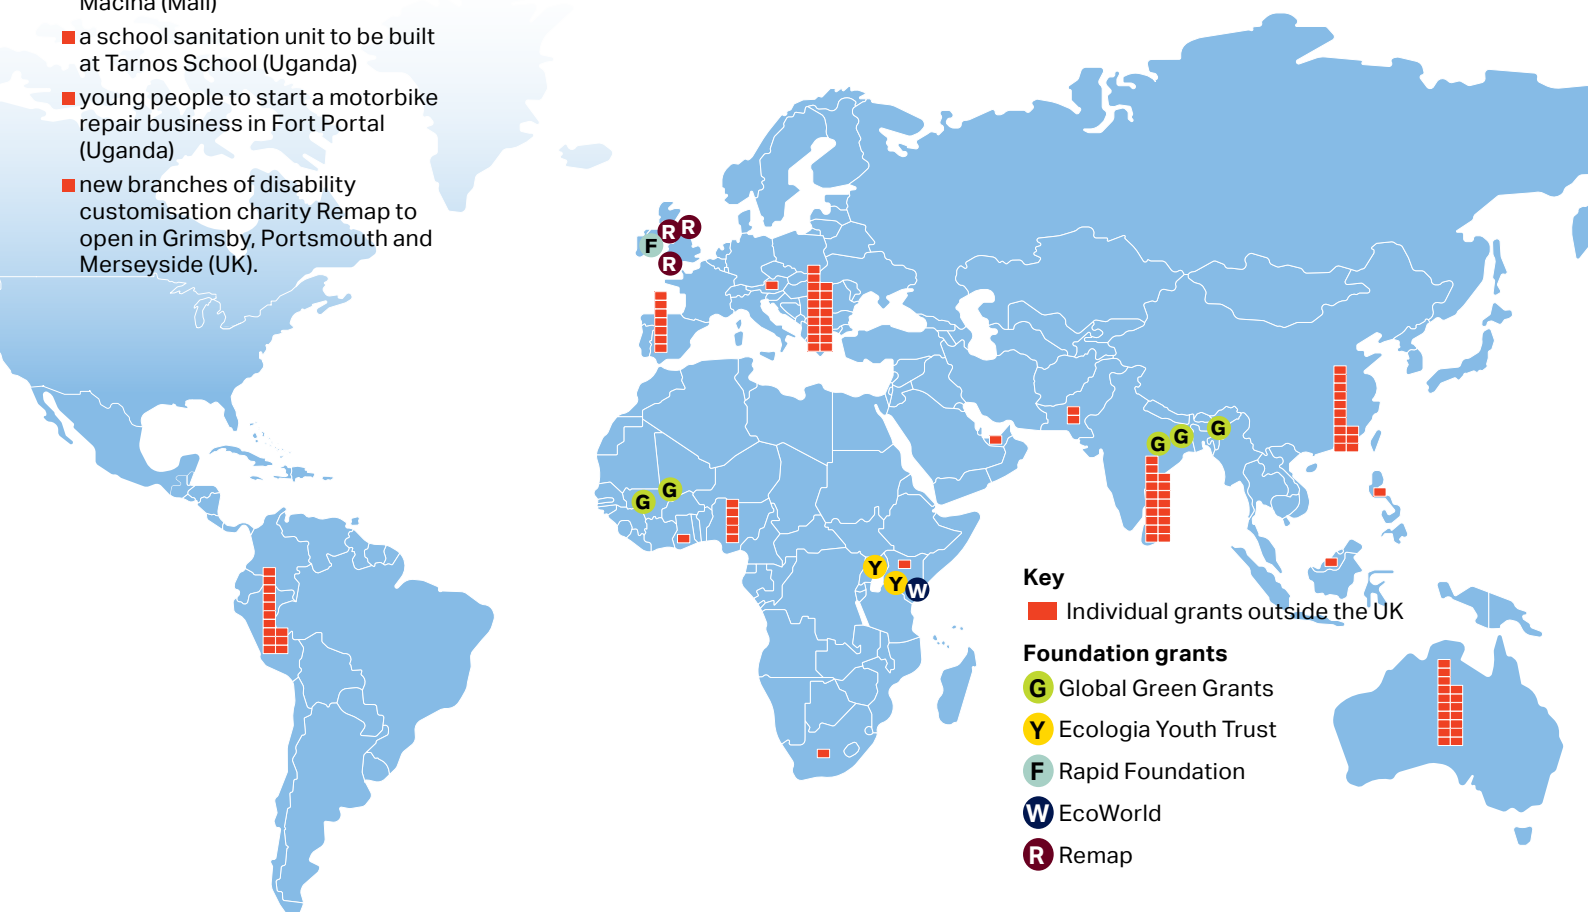 Macina (Mali)
a school sanitation unit to be built
at Tarnos School (Uganda)
young people to start a motorbike
repair business in Fort Portal
(Uganda)
new branches of disability
customisation charity Remap to
open in Grimsby, Portsmouth and
Merseyside (UK).
R R
F
R
G G G
G G
Y
Y W
Key
Individual grants outside the UK
Foundation grants
G Global Green Grants
Y Ecologia Youth Trust
F Rapid Foundation
W EcoWorld
R Remap